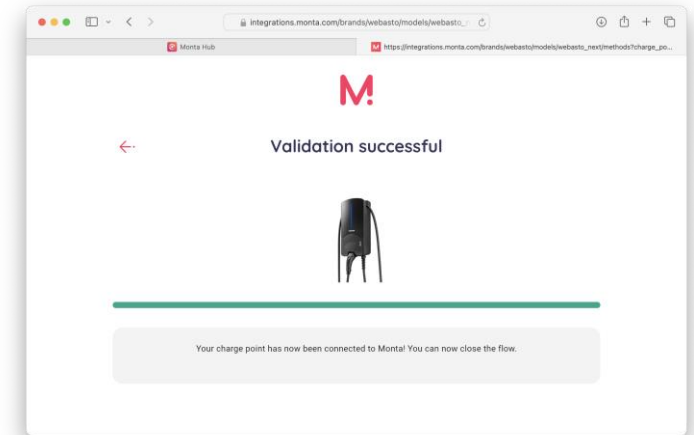 integrations.monta.com/brands/webasto/models/webasto_
Monta Hub
https://integrations.monta.com/brands/webasto/models/webasto_next/methods?charge_po...
M
Validation successful
Your charge point has now been connected to Monta! You can now close the flow.